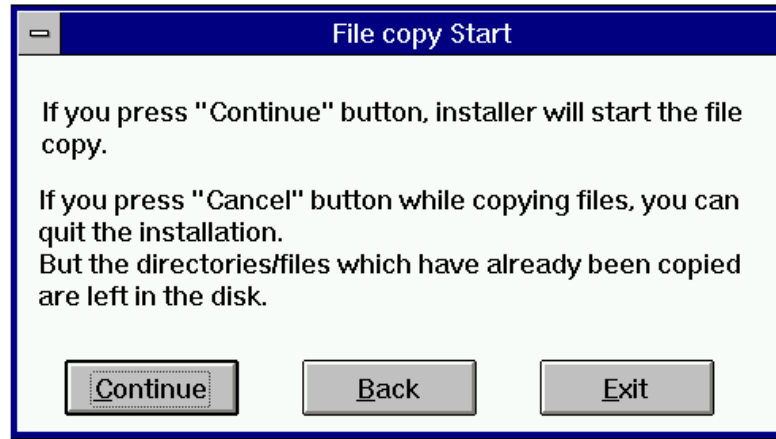 File copy Start
If you press "Continue" button, installer will start the file
copy.
If you press "Cancel" button while copying files, you can
quit the installation.
But the directories/files which have already been copied
are left in the disk.
Continue
Back
Exit